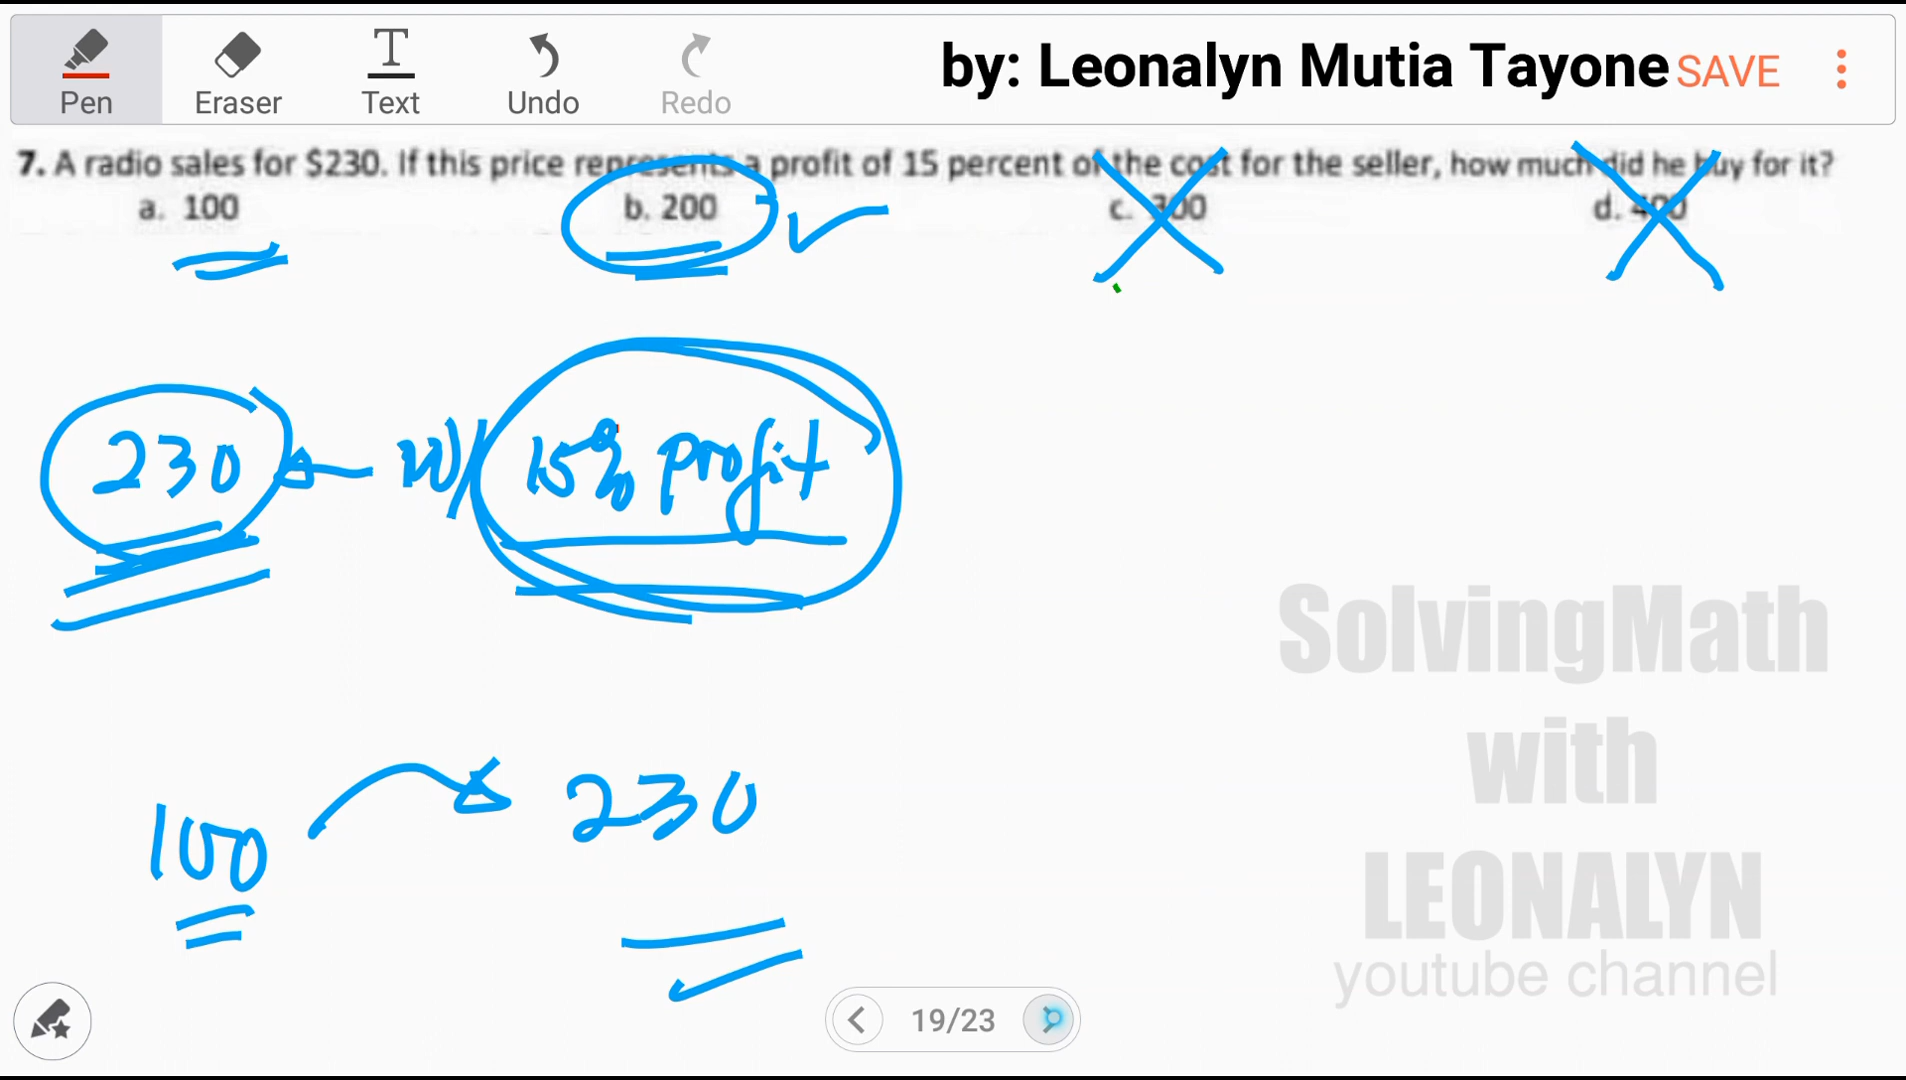 Pen Eraser Text Undo Redo by: Leonalyn Mutia Tayone SAVE
7. A radio sales for $230. If this price represents a profit of 15 percent of the cost for the seller, how much did he buy for it?
a. 100 b. 200 c. 300 d. 400
230 w/ 15% profit
100 230
SolvingMath
with
LEONALYN
youtube channel
19/23